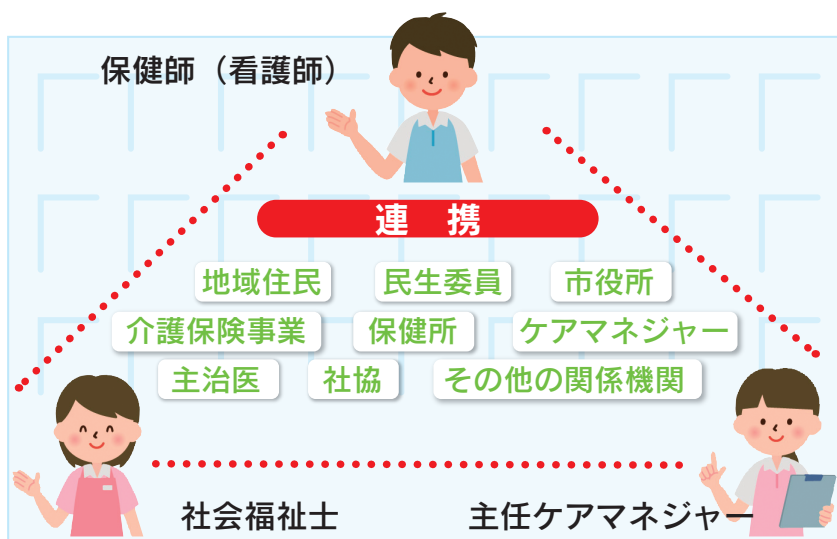 保健師（看護師）
連 携
地域住民 民生委員 市役所
介護保険事業 保健所 ケアマネジャー
主治医 社協 その他の関係機関
社会福祉士 主任ケアマネジャー